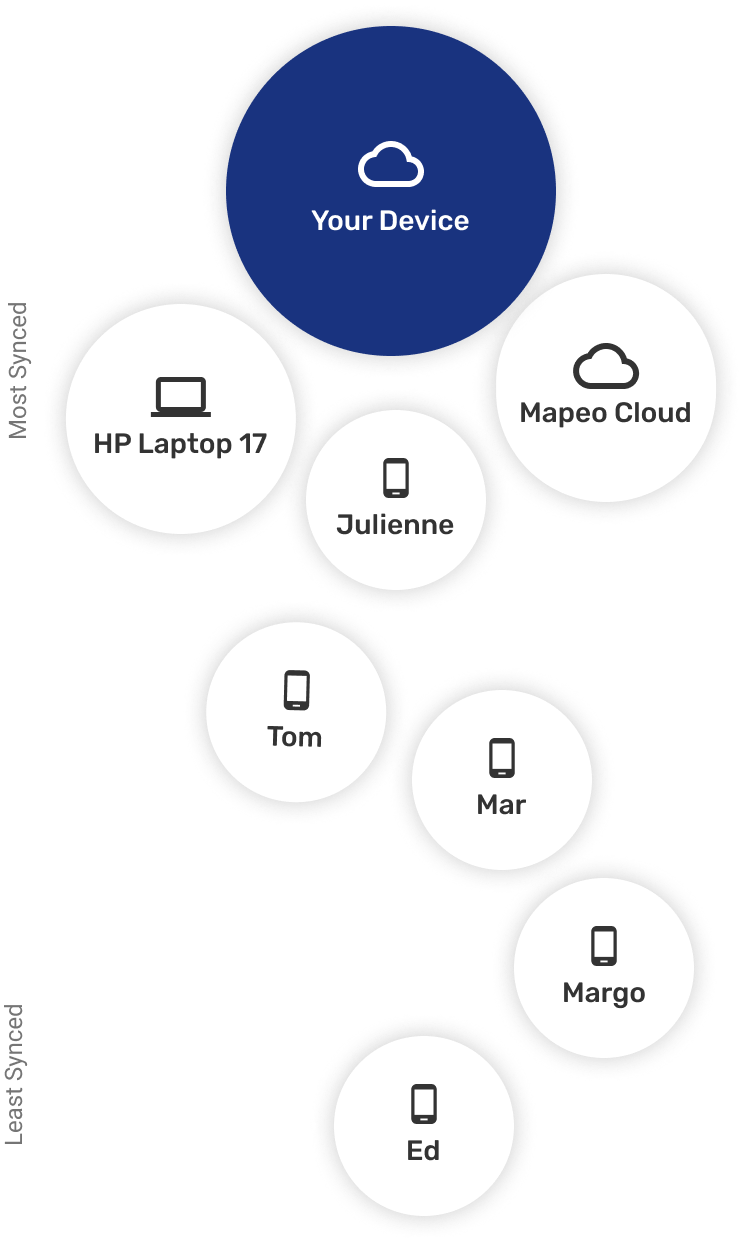 Your Device
Most Synced
Mapeo Cloud
HP Laptop 17
Julienne
Tom
Mar
Margo
Least Synced
Ed